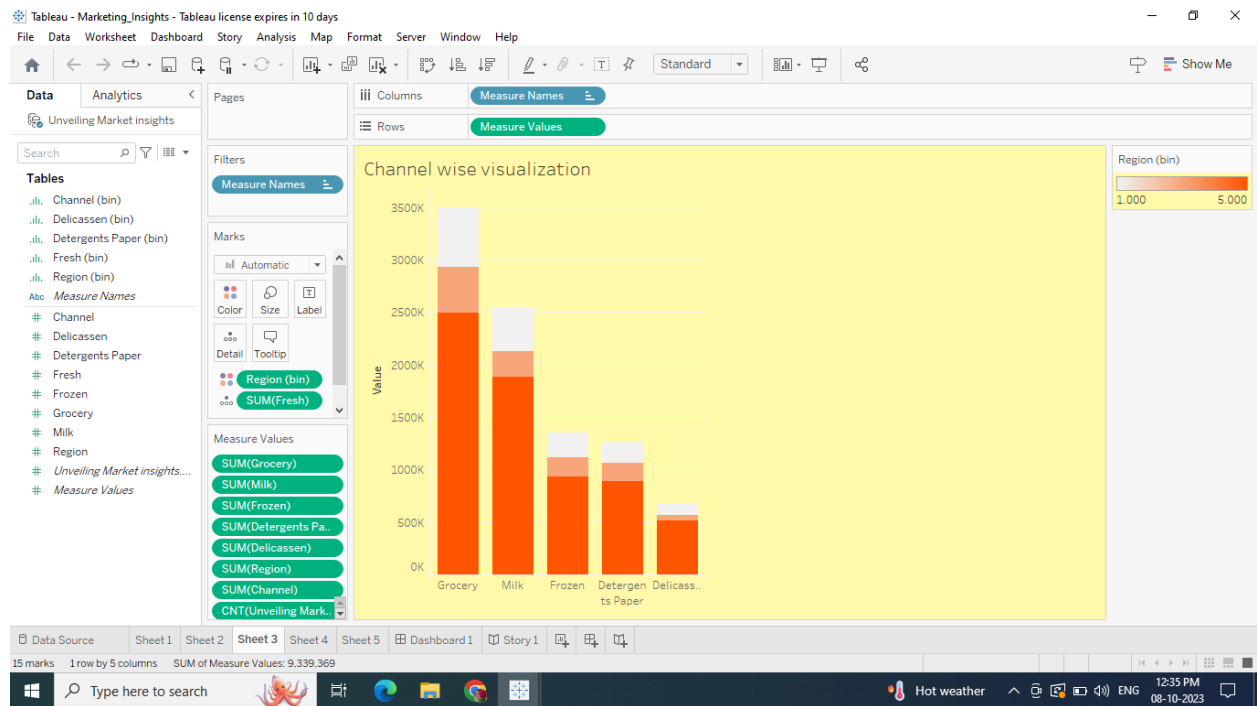 Tableau - Marketing_Insights - Tableau license expires in 10 days
File Data Worksheet Dashboard Story Analysis Map Format Server Window Help
Standard
Show Me
Data Analytics
Unveiling Market insights
Search
Tables
Channel (bin)
Delicassen (bin)
Detergents Paper (bin)
Fresh (bin)
Region (bin)
Abc Measure Names
# Channel
# Delicassen
# Detergents Paper
# Fresh
# Frozen
# Grocery
# Milk
# Region
# Unveiling Market insights....
# Measure Values
Pages
Filters
Measure Names
Marks
Automatic
Color Size Label
Detail Tooltip
Region (bin)
SUM(Fresh)
Measure Values
SUM(Grocery)
SUM(Milk)
SUM(Frozen)
SUM(Detergents Pa..
SUM(Delicassen)
SUM(Region)
SUM(Channel)
CNT(Unveiling Mark..
Columns Measure Names
Rows Measure Values
Channel wise visualization
3500K
3000K
2500K
2000K
1500K
1000K
500K
0K
Value
Grocery Milk Frozen Detergen Delicass..
ts Paper
Region (bin)
1.000 5.000
Data Source Sheet 1 Sheet 2 Sheet 3 Sheet 4 Sheet 5 Dashboard 1 Story 1
15 marks 1 row by 5 columns SUM of Measure Values: 9,339,369
Type here to search
Hot weather
ENG
12:35 PM
08-10-2023